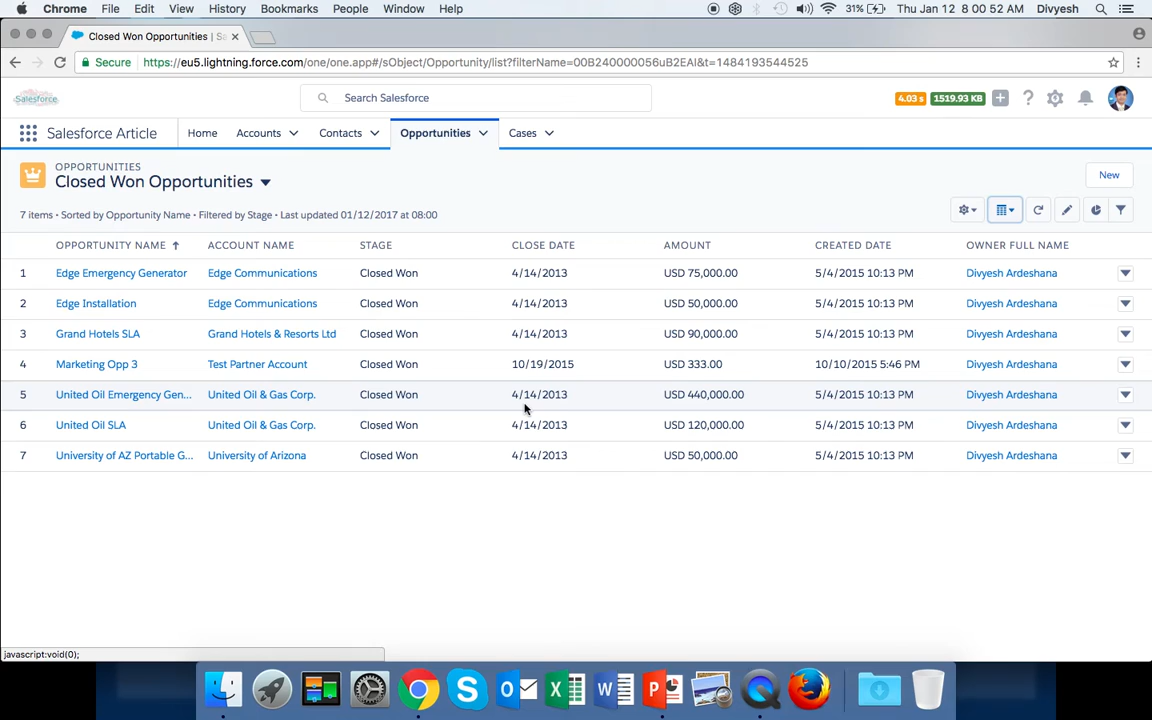 Chrome File Edit View History Bookmarks People Window Help 31% Thu Jan 12 8 00 52 AM Divyesh
Closed Won Opportunities | Sa
Secure https://eu5.lightning.force.com/one/one.app#/sObject/Opportunity/list?filterName=00B240000056uB2EAI&t=1484193544525
Salesforce Search Salesforce 4.03 s 1519.93 KB
Salesforce Article Home Accounts Contacts Opportunities Cases
OPPORTUNITIES
Closed Won Opportunities
New
7 items • Sorted by Opportunity Name • Filtered by Stage • Last updated 01/12/2017 at 08:00
OPPORTUNITY NAME ACCOUNT NAME STAGE CLOSE DATE AMOUNT CREATED DATE OWNER FULL NAME
1 Edge Emergency Generator Edge Communications Closed Won 4/14/2013 USD 75,000.00 5/4/2015 10:13 PM Divyesh Ardeshana
2 Edge Installation Edge Communications Closed Won 4/14/2013 USD 50,000.00 5/4/2015 10:13 PM Divyesh Ardeshana
3 Grand Hotels SLA Grand Hotels & Resorts Ltd Closed Won 4/14/2013 USD 90,000.00 5/4/2015 10:13 PM Divyesh Ardeshana
4 Marketing Opp 3 Test Partner Account Closed Won 10/19/2015 USD 333.00 10/10/2015 5:46 PM Divyesh Ardeshana
5 United Oil Emergency Gen... United Oil & Gas Corp. Closed Won 4/14/2013 USD 440,000.00 5/4/2015 10:13 PM Divyesh Ardeshana
6 United Oil SLA United Oil & Gas Corp. Closed Won 4/14/2013 USD 120,000.00 5/4/2015 10:13 PM Divyesh Ardeshana
7 University of AZ Portable G... University of Arizona Closed Won 4/14/2013 USD 50,000.00 5/4/2015 10:13 PM Divyesh Ardeshana
javascript:void(0);